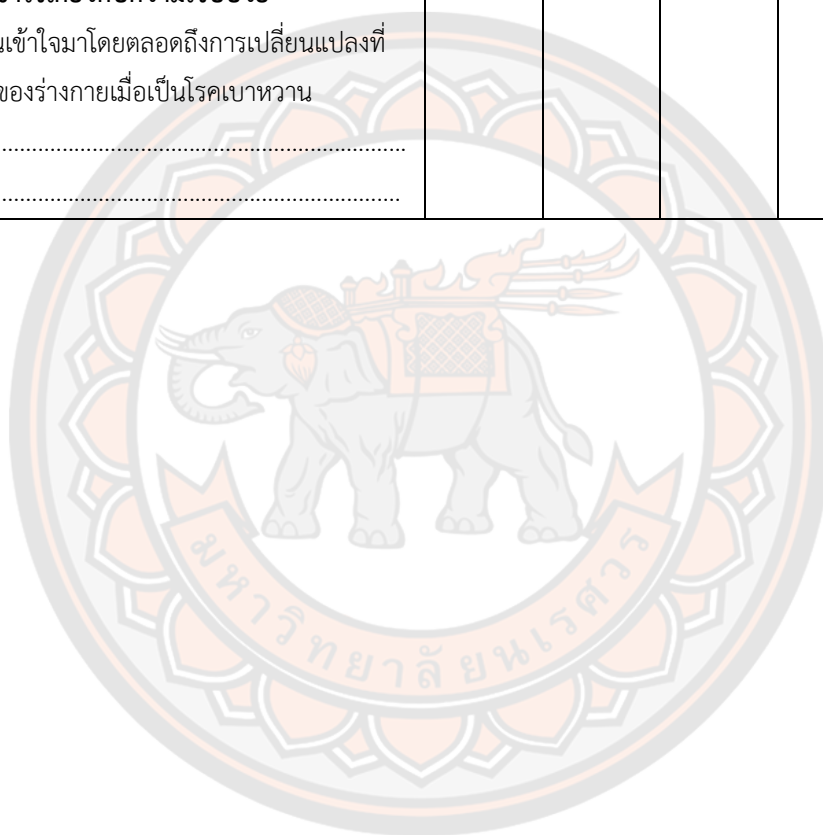 นเข้าใจมาโดยตลอดถึงการเปลี่ยนแปลงที่
ของร่างกายเมื่อเป็นโรคเบาหวาน
....................................................................
...................................................................
มหาวิทยาลัยนเรศวร